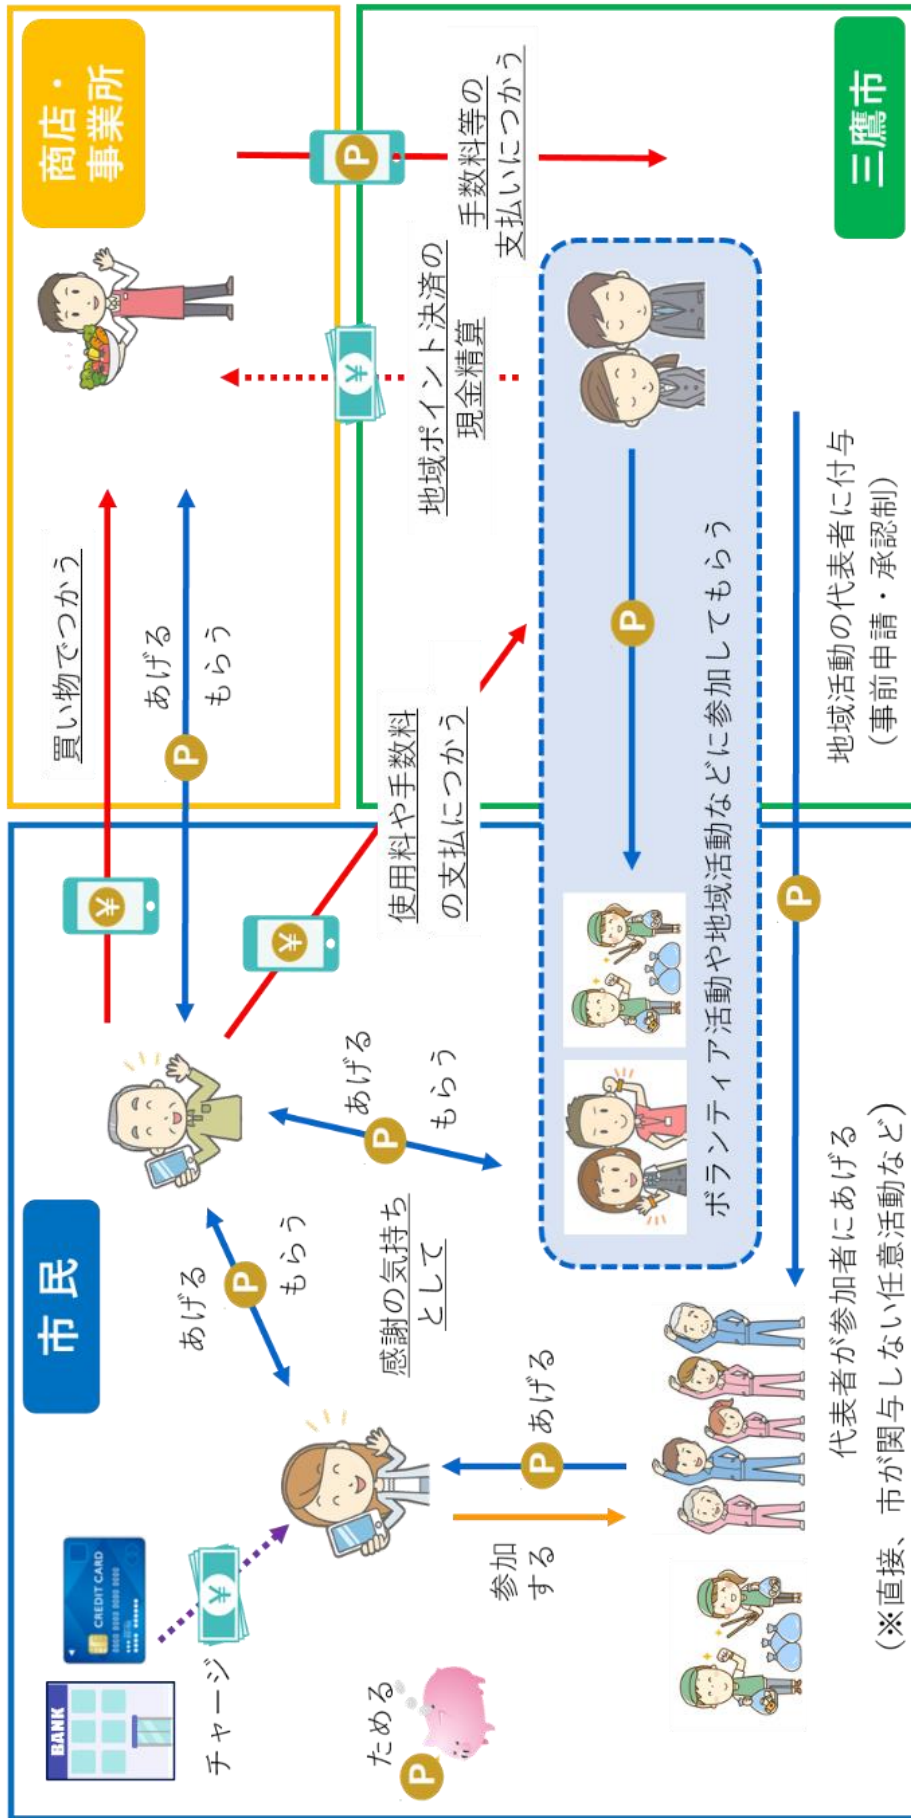 市民
BANK
CREDIT CARD
チャージ
P
ためる
あげる
P
もらう
感謝の気持ち
として
あげる
P
もらう
参加
する
P
あげる
代表者が参加者にあげる
(※直接、市が関与しない任意活動など)
商店・
事業所
¥
買い物でつかう
あげる
P
もらう
¥
使用料や手数料
の支払につかう
¥
地域ポイント決済の
現金精算
P
手数料等の
支払いにつかう
三鷹市
P
ボランティア活動や地域活動などに参加してもらう
P
地域活動の代表者に付与
(事前申請・承認制)
¥